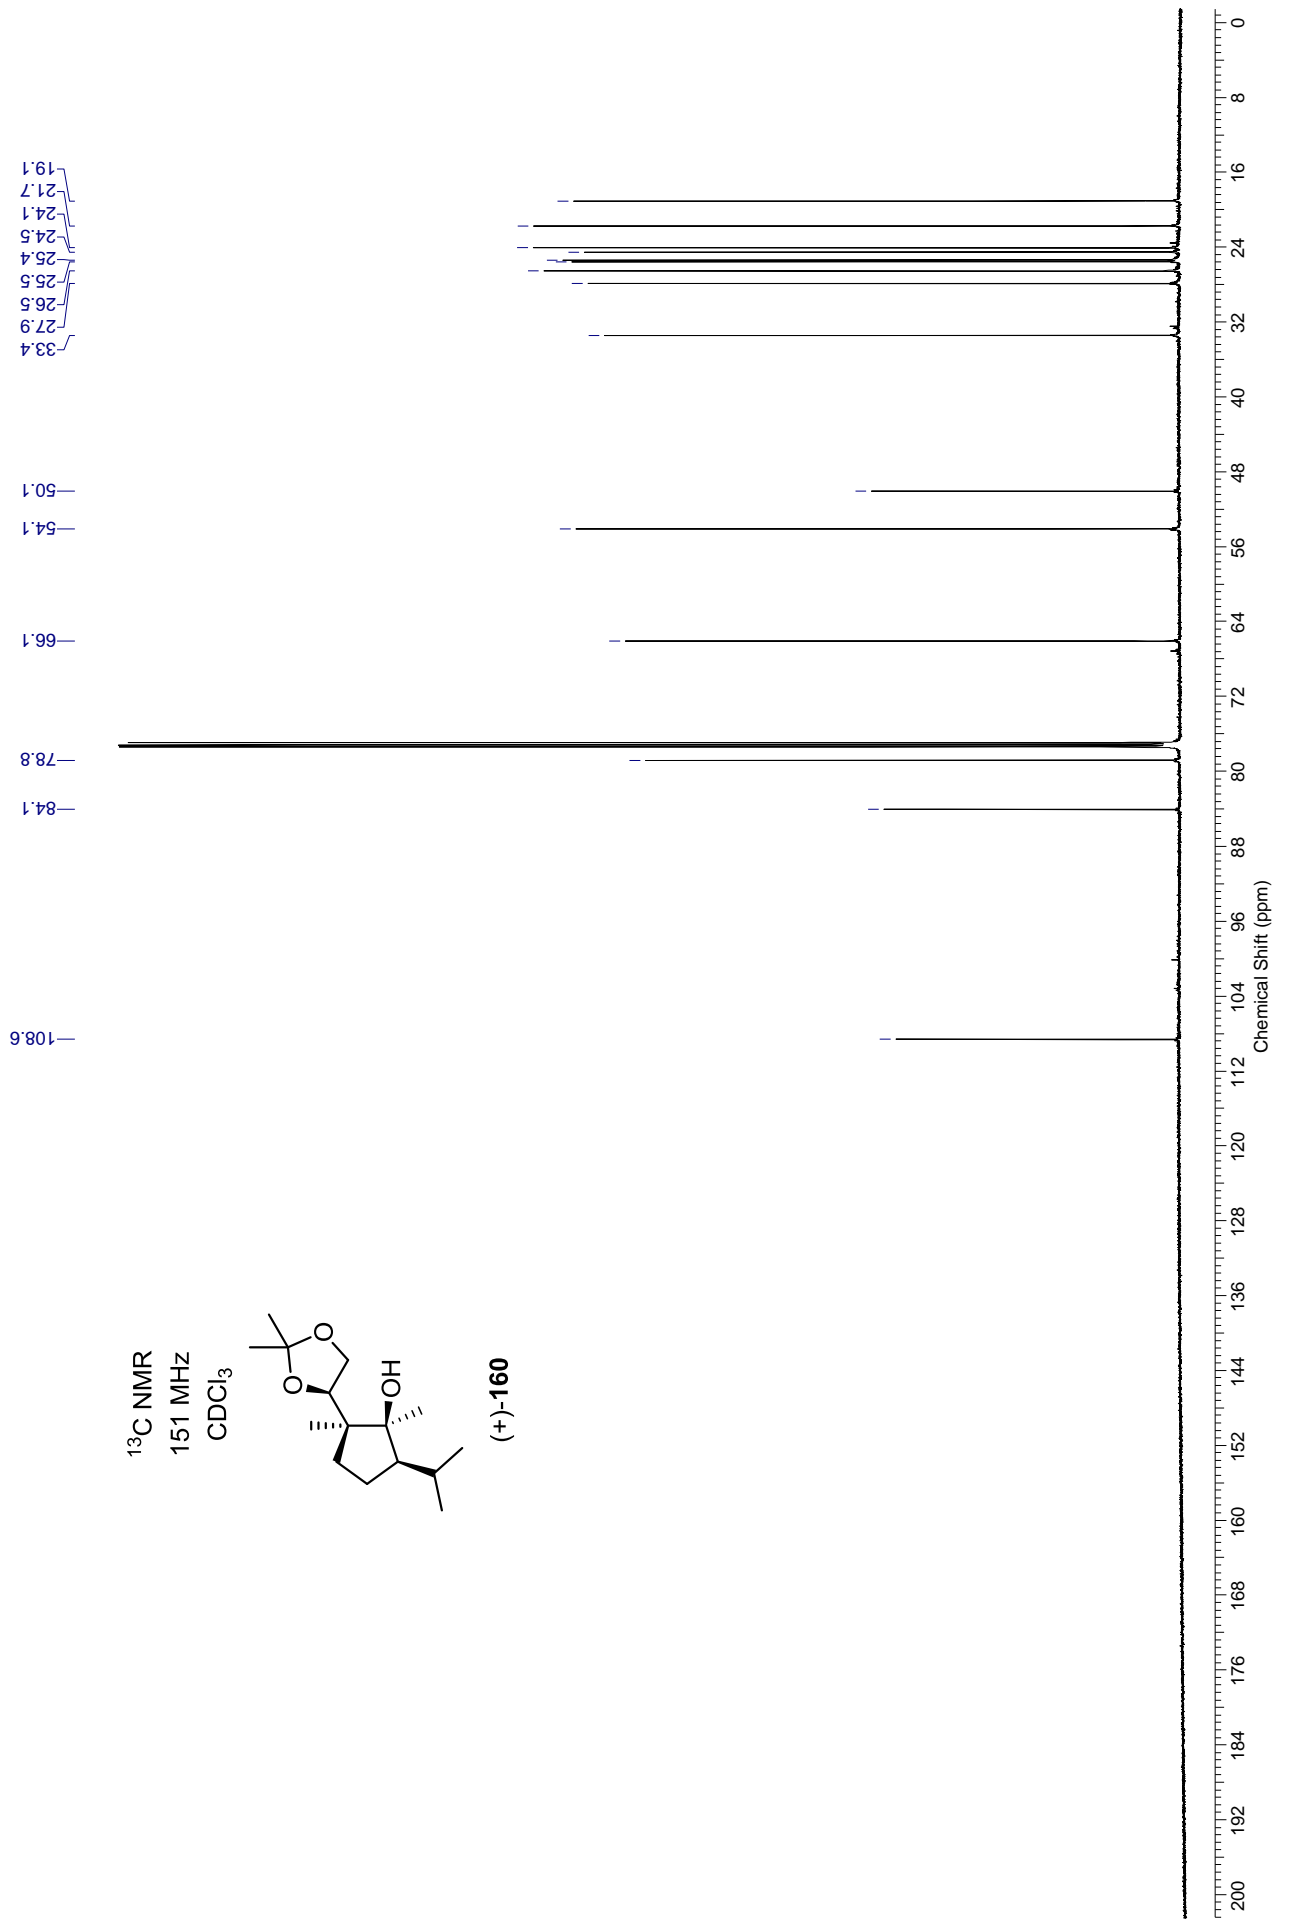 19.1
21.7
24.1
24.5
25.4
25.5
26.5
27.9
33.4
50.1
54.1
66.1
78.8
84.1
108.6
¹³C NMR
151 MHz
CDCl₃
O
O
OH
(+)-160
200 192 184 176 168 160 152 144 136 128 120 112 104 96 88 80 72 64 56 48 40 32 24 16 8 0
Chemical Shift (ppm)